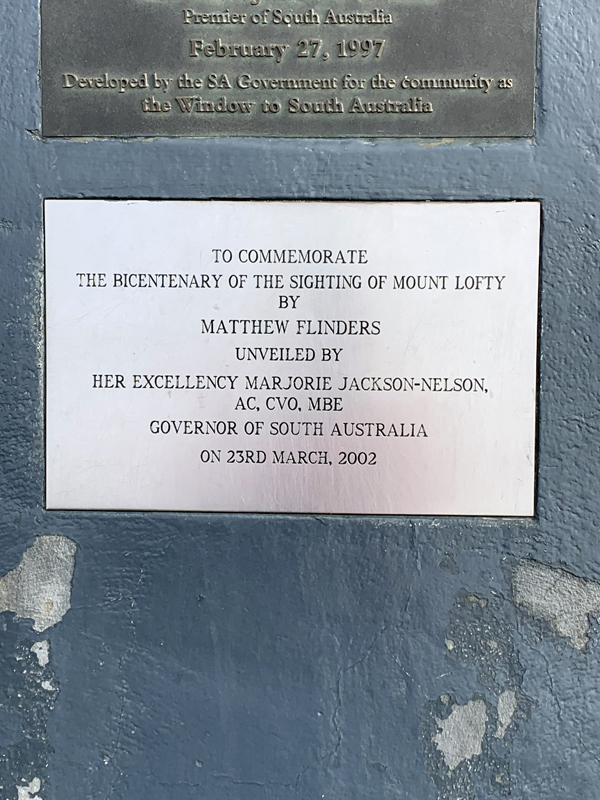 Premier of South Australia
February 27, 1997
Developed by the SA Government for the community as
the Window to South Australia
TO COMMEMORATE
THE BICENTENARY OF THE SIGHTING OF MOUNT LOFTY
BY
MATTHEW FLINDERS
UNVEILED BY
HER EXCELLENCY MARJORIE JACKSON-NELSON,
AC, CVO, MBE
GOVERNOR OF SOUTH AUSTRALIA
ON 23RD MARCH, 2002